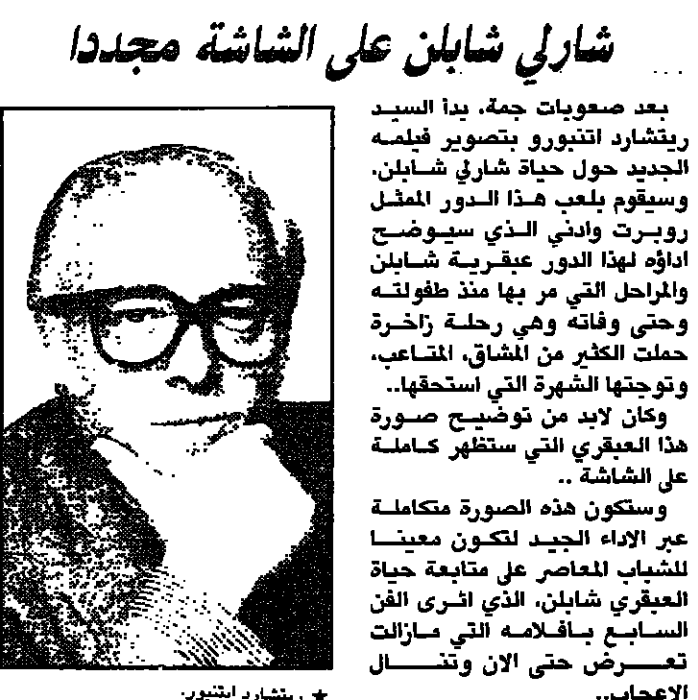 شارلي شابلن على الشاشة مجددا
بعد صعوبات جمة، بدأ السيد
ريتشارد اتنبورو بتصوير فيلمه
الجديد حول حياة شارلي شابلن،
وسيقوم بلعب هذا الدور الممثل
روبرت وادني الذي سيوضح
اداؤه لهذا الدور عبقرية شابلن
والمراحل التي مر بها منذ طفولته
وحتى وفاته وهي رحلة زاخرة
حملت الكثير من المشاق، المتاعب،
وتوجتها الشهرة التي استحقها..
وكان لابد من توضيح صورة
هذا العبقري التي ستظهر كاملة
على الشاشة ..
وستكون هذه الصورة متكاملة
عبر الاداء الجيد لتكون معينا
للشباب المعاصر على متابعة حياة
العبقري شابلن، الذي اثرى الفن
السابع بافلامه التي مازالت
تعرض حتى الان وتنال
الاعجاب..
★ ريتشارد ايتنبور.